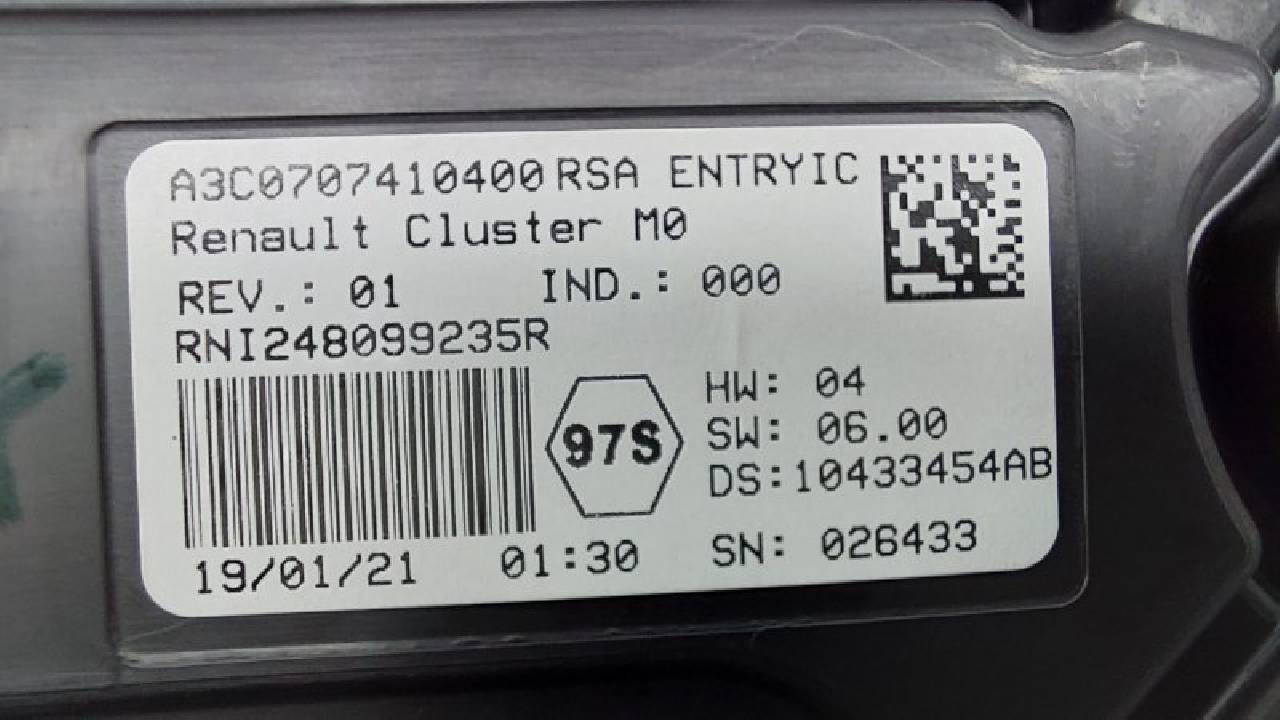 A3C0707410400 RSA ENTRYIC
Renault Cluster M0
REV.: 01 IND.: 000
RNI248099235R
97S
HW: 04
SW: 06.00
DS:10433454AB
19/01/21 01:30 SN: 026433